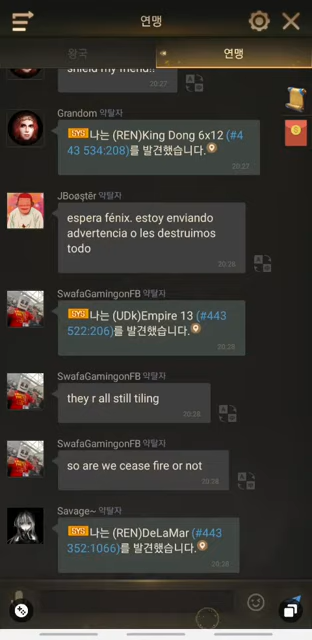 연맹
왕국
연맹
shield my friend!!
20:27
Grandom 약탈자
SYS 나는 (REN)King Dong 6x12 (#4
43 534:208)를 발견했습니다.
20:27
JBøøştêr 약탈자
espera fénix. estoy enviando
advertencia o les destruimos
todo
20:28
SwafaGamingonFB 약탈자
SYS 나는 (UDk)Empire 13 (#443
522:206)를 발견했습니다.
20:28
SwafaGamingonFB 약탈자
they r all still tiling
20:28
SwafaGamingonFB 약탈자
so are we cease fire or not
20:28
Savage~ 약탈자
SYS 나는 (REN)DeLaMar (#443
352:1066)를 발견했습니다.
20:28